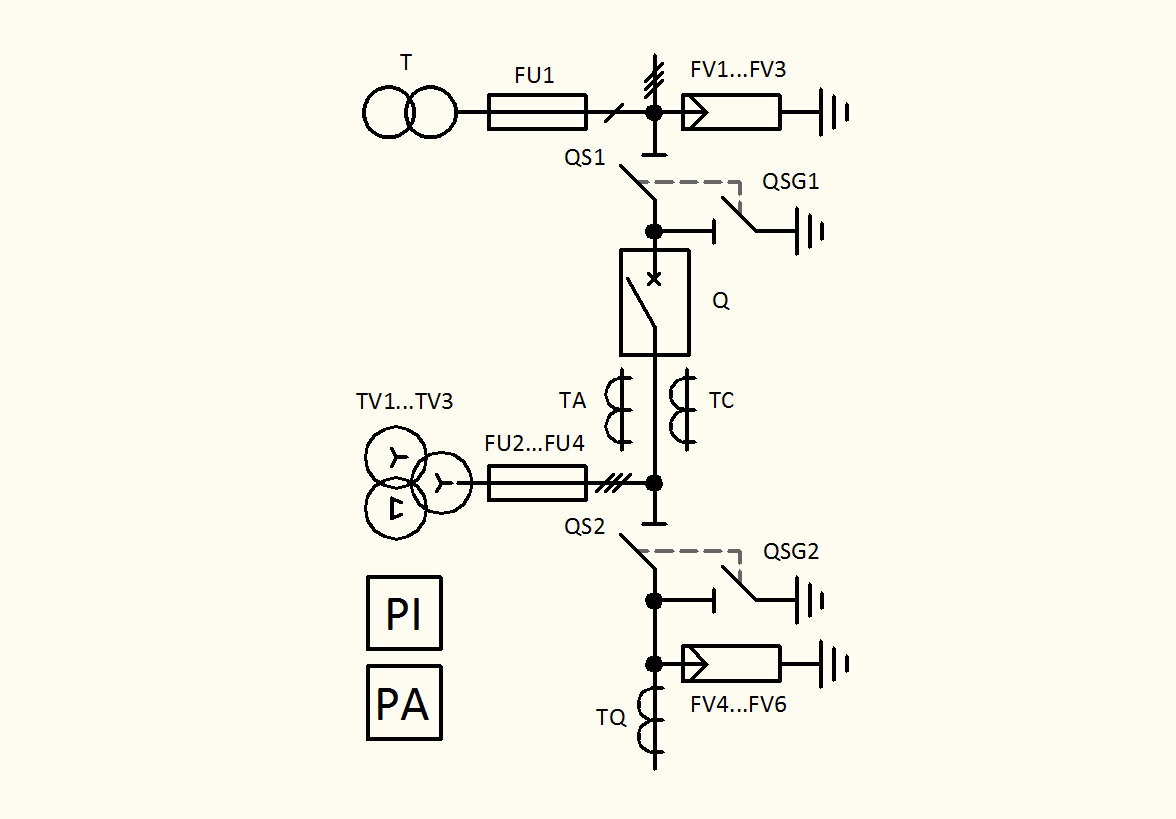 T
FU1
FV1...FV3
QS1
QSG1
Q
TV1...TV3
TA
TC
FU2...FU4
QS2
QSG2
PI
PA
FV4...FV6
TQ